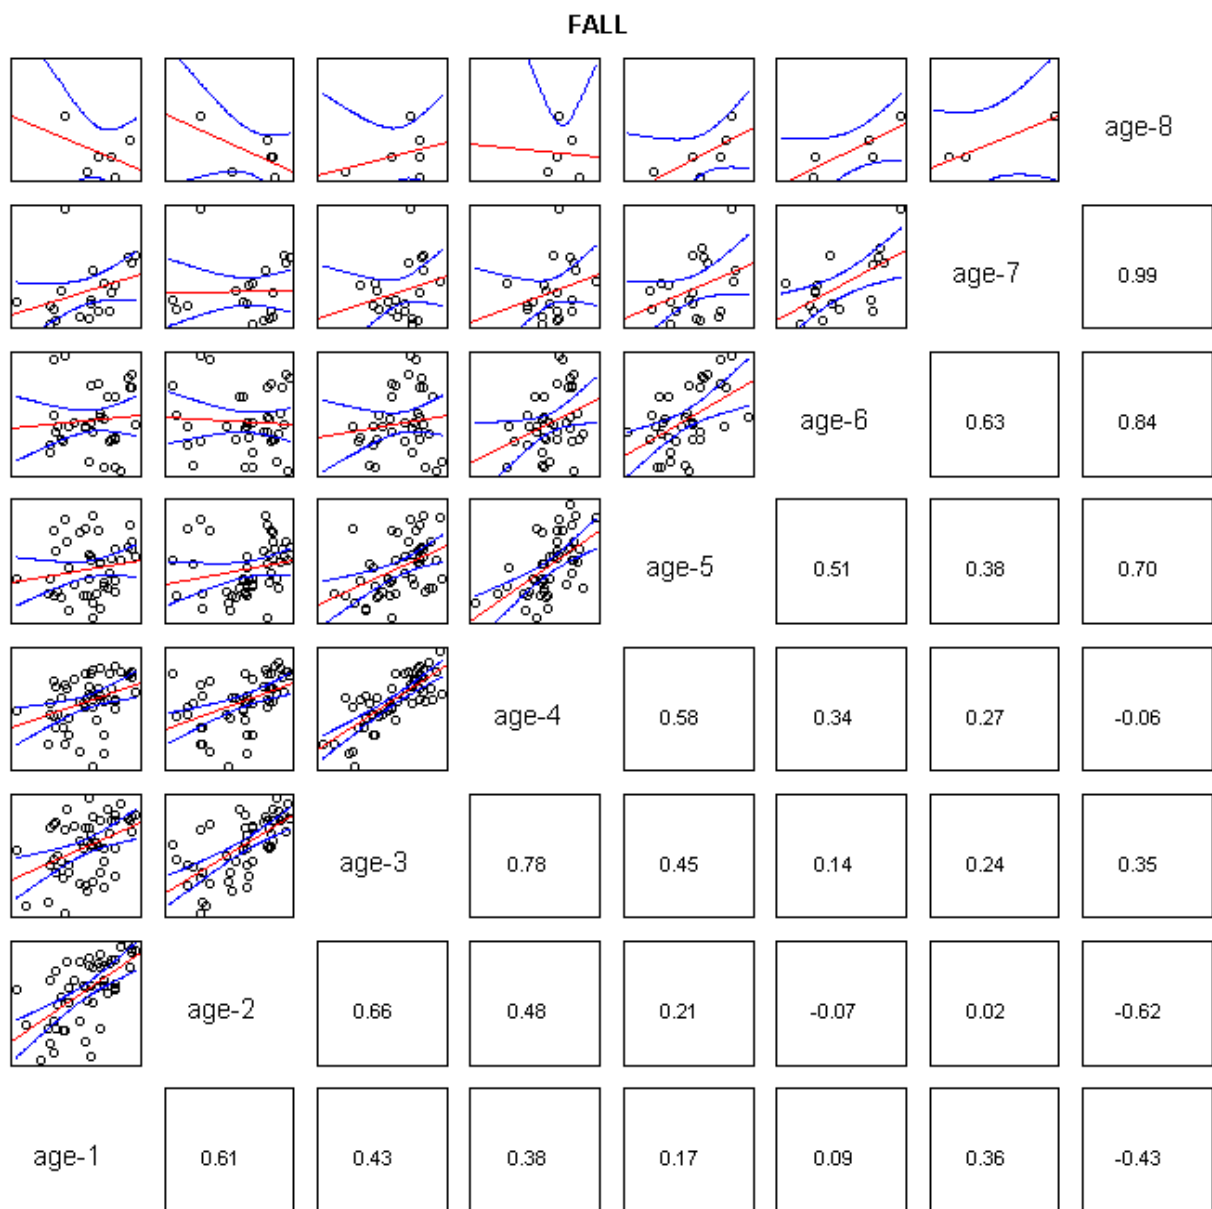 FALL
age-8
age-7 0.99
age-6 0.63 0.84
age-5 0.51 0.38 0.70
age-4 0.58 0.34 0.27 -0.06
age-3 0.78 0.45 0.14 0.24 0.35
age-2 0.66 0.48 0.21 -0.07 0.02 -0.62
age-1 0.61 0.43 0.38 0.17 0.09 0.36 -0.43